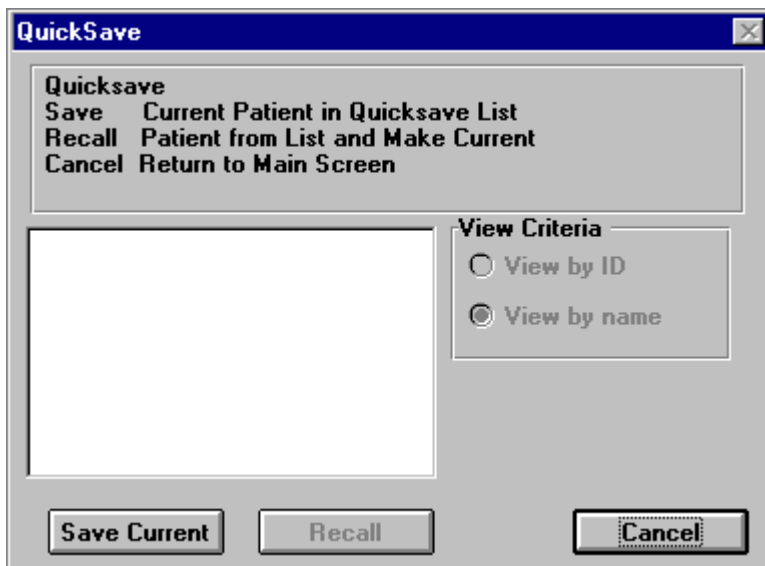 QuickSave
Quicksave
Save Current Patient in Quicksave List
Recall Patient from List and Make Current
Cancel Return to Main Screen
View Criteria
View by ID
View by name
Save Current
Recall
Cancel